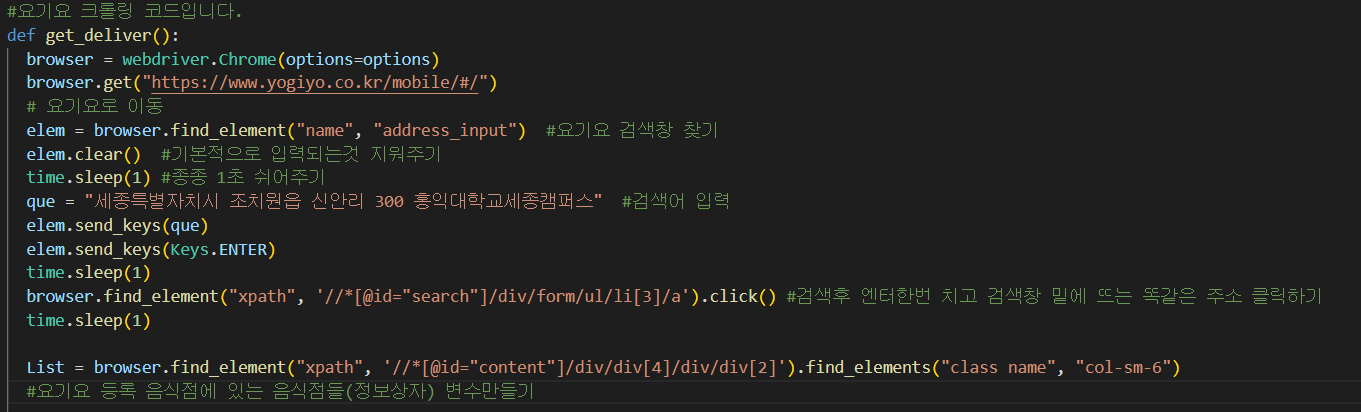 #요기요 크롤링 코드입니다.
def get_deliver():
browser = webdriver.Chrome(options=options)
browser.get("https://www.yogiyo.co.kr/mobile/#/")
# 요기요로 이동
elem = browser.find_element("name", "address_input")  #요기요 검색창 찾기
elem.clear()  #기본적으로 입력되는것 지워주기
time.sleep(1) #종종 1초 쉬어주기
que = "세종특별자치시 조치원읍 신안리 300 홍익대학교세종캠퍼스"  #검색어 입력
elem.send_keys(que)
elem.send_keys(Keys.ENTER)
time.sleep(1)
browser.find_element("xpath", '//*[@id="search"]/div/form/ul/li[3]/a').click() #검색후 엔터한번 치고 검색창 밑에 뜨는 똑같은 주소 클릭하기
time.sleep(1)
List = browser.find_element("xpath", '//*[@id="content"]/div/div[4]/div/div[2]').find_elements("class name", "col-sm-6")
#요기요 등록 음식점에 있는 음식점들(정보상자) 변수만들기